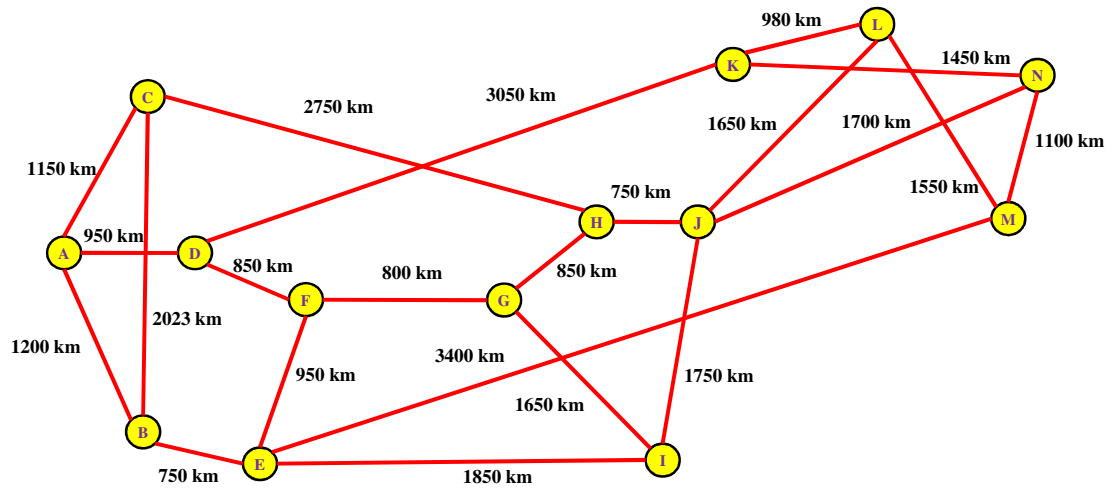 980 km
L
K
1450 km
N
C
2750 km
3050 km
1650 km
1700 km
1100 km
1150 km
750 km
1550 km
H
J
M
950 km
A
D
850 km
800 km
850 km
F
G
2023 km
1200 km
3400 km
950 km
1750 km
1650 km
B
E
I
750 km
1850 km